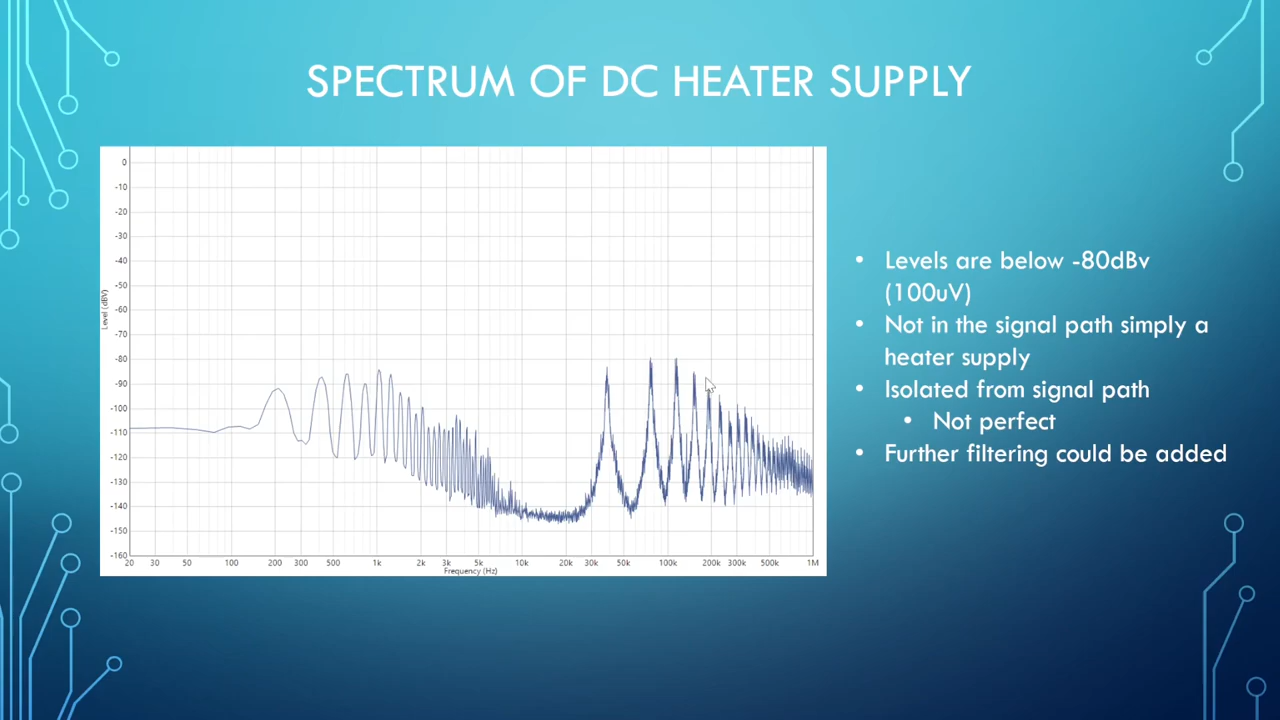 SPECTRUM OF DC HEATER SUPPLY
0
-10
-20
-30
-40
-50
-60
-70
-80
-90
-100
-110
-120
-130
-140
-150
-160
Level (dBV)
20 30 50 100 200 300 500 1k 2k 3k 5k 10k 20k 30k 50k 100k 200k 300k 500k 1M
Frequency (Hz)
• Levels are below -80dBv
(100uV)
• Not in the signal path simply a
heater supply
• Isolated from signal path
• Not perfect
• Further filtering could be added